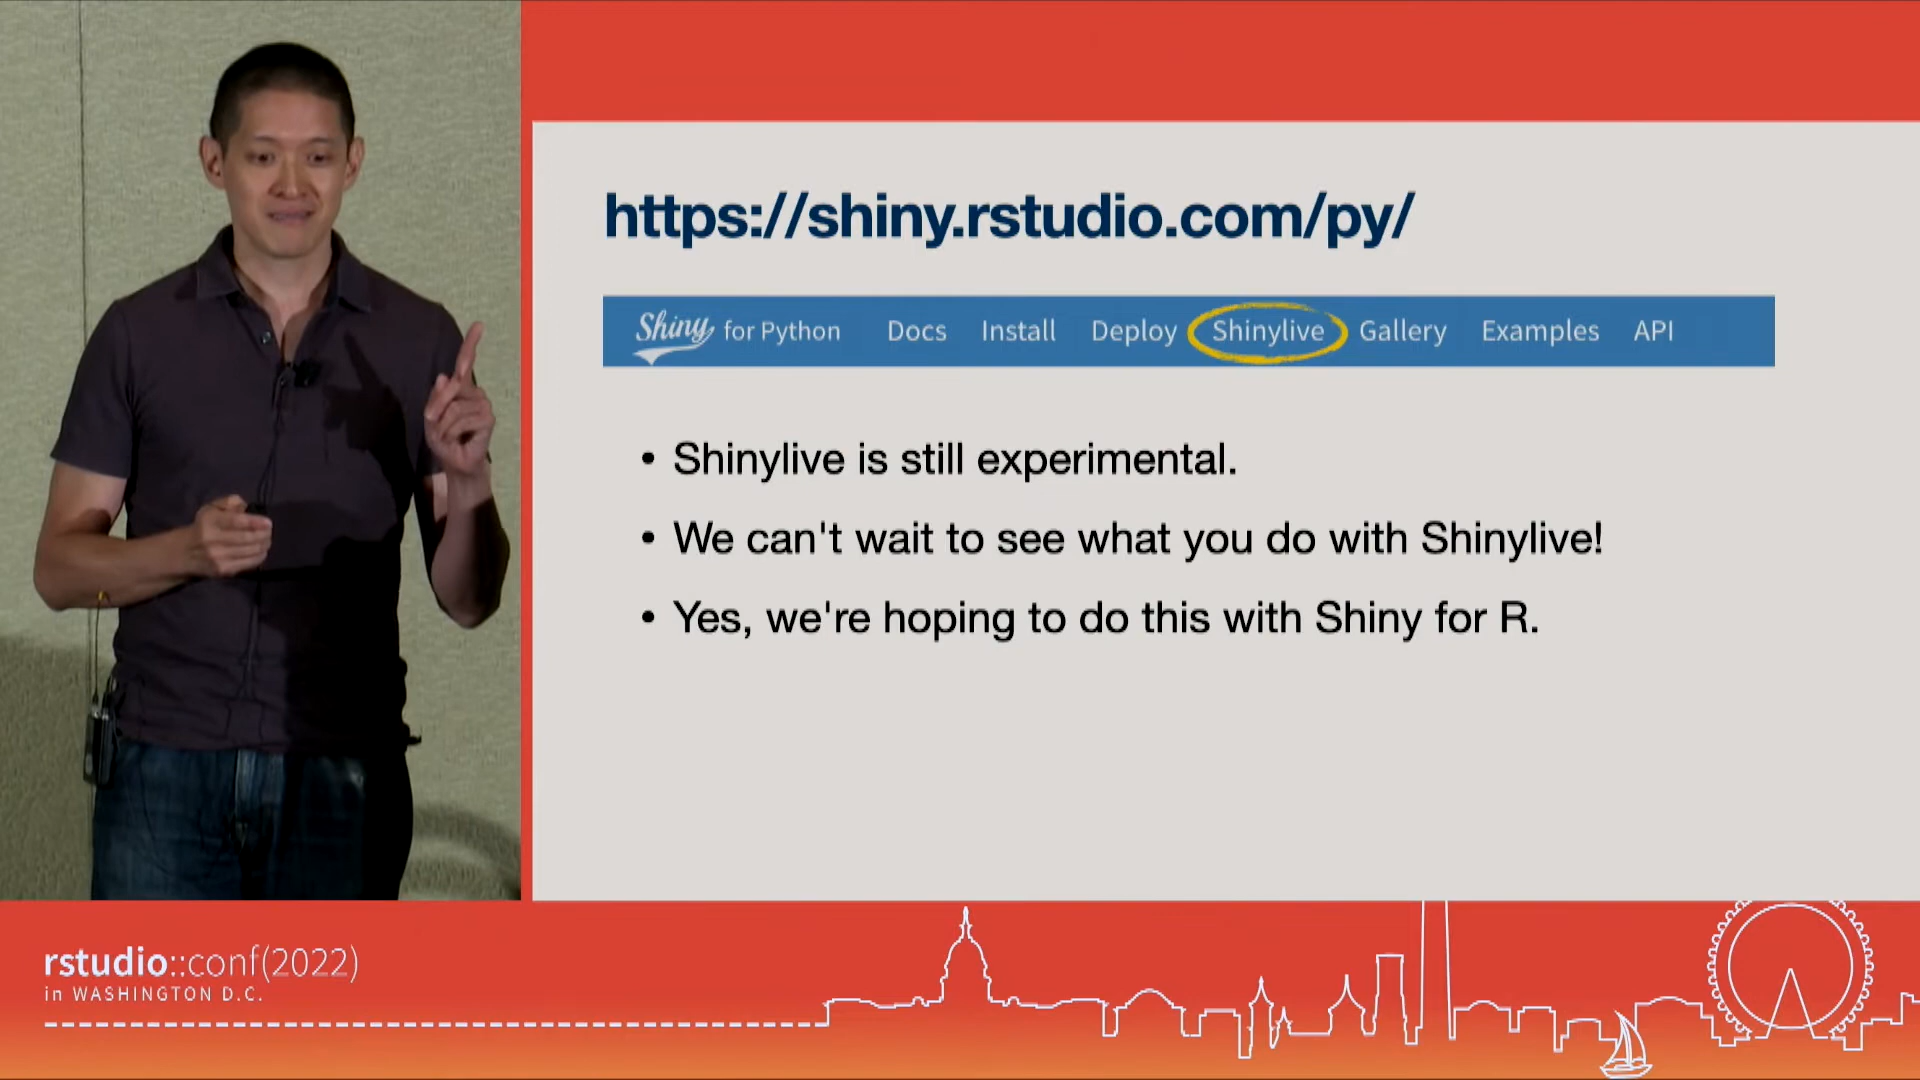 https://shiny.rstudio.com/py/
Shiny for Python Docs Install Deploy Shinylive Gallery Examples API
• Shinylive is still experimental.
• We can't wait to see what you do with Shinylive!
• Yes, we're hoping to do this with Shiny for R.
rstudio::conf(2022)
in WASHINGTON D.C.